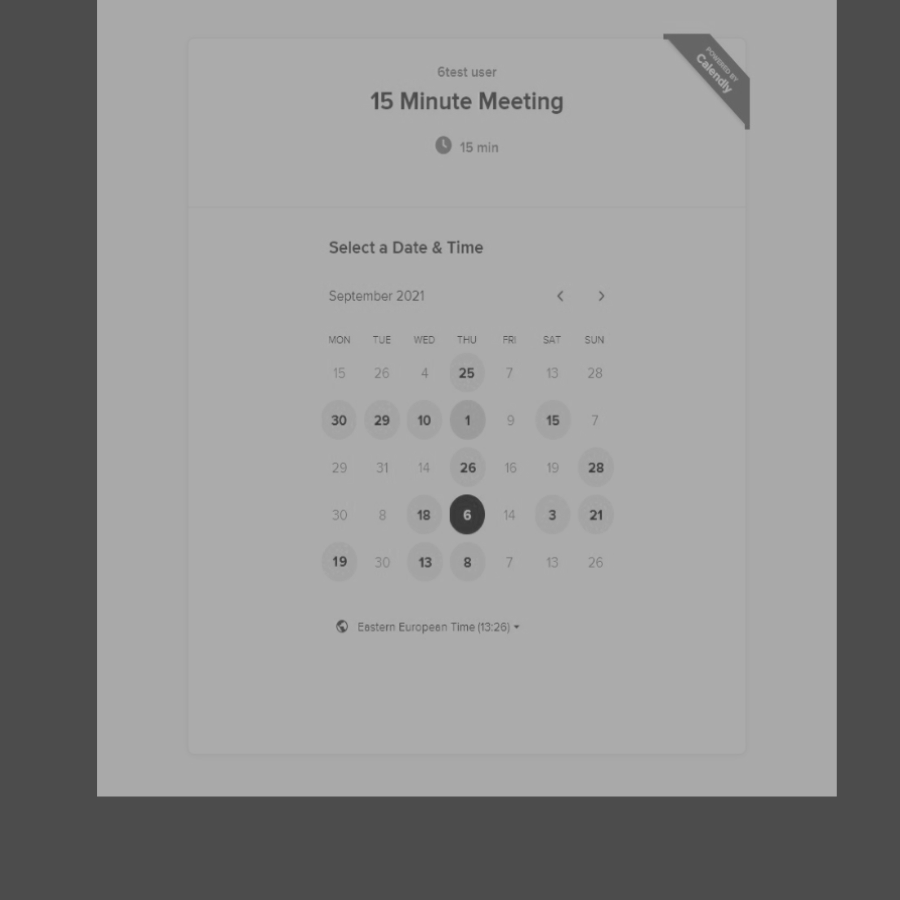 POWERED BY
Calendly
6test user
15 Minute Meeting
15 min
Select a Date & Time
September 2021
MON TUE WED THU FRI SAT SUN
15 26 4 25 7 13 28
30 29 10 1 9 15 7
29 31 14 26 16 19 28
30 8 18 6 14 3 21
19 30 13 8 7 13 26
Eastern European Time (13:26)